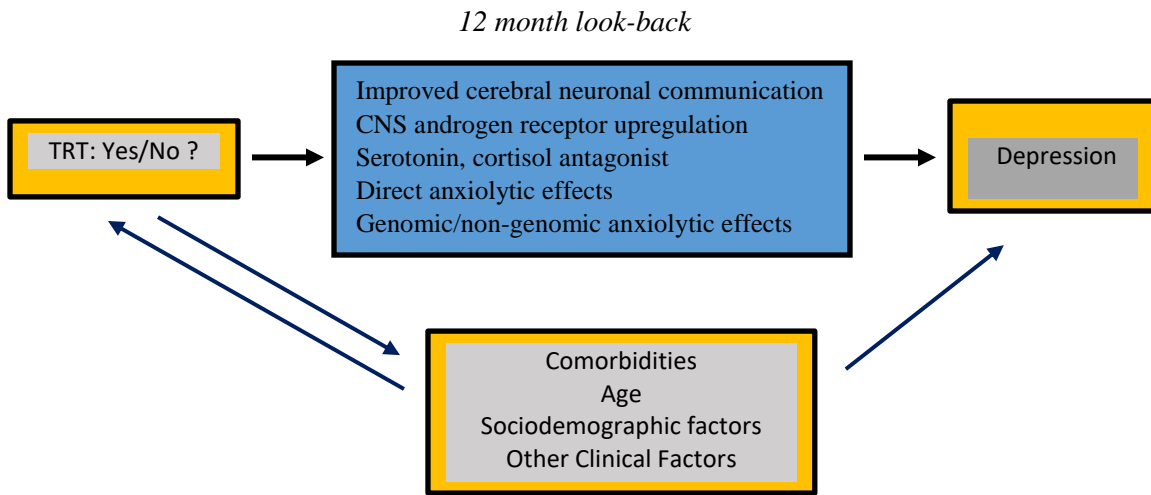 12 month look-back
TRT: Yes/No ?
Improved cerebral neuronal communication
CNS androgen receptor upregulation
Serotonin, cortisol antagonist
Direct anxiolytic effects
Genomic/non-genomic anxiolytic effects
Depression
Comorbidities
Age
Sociodemographic factors
Other Clinical Factors